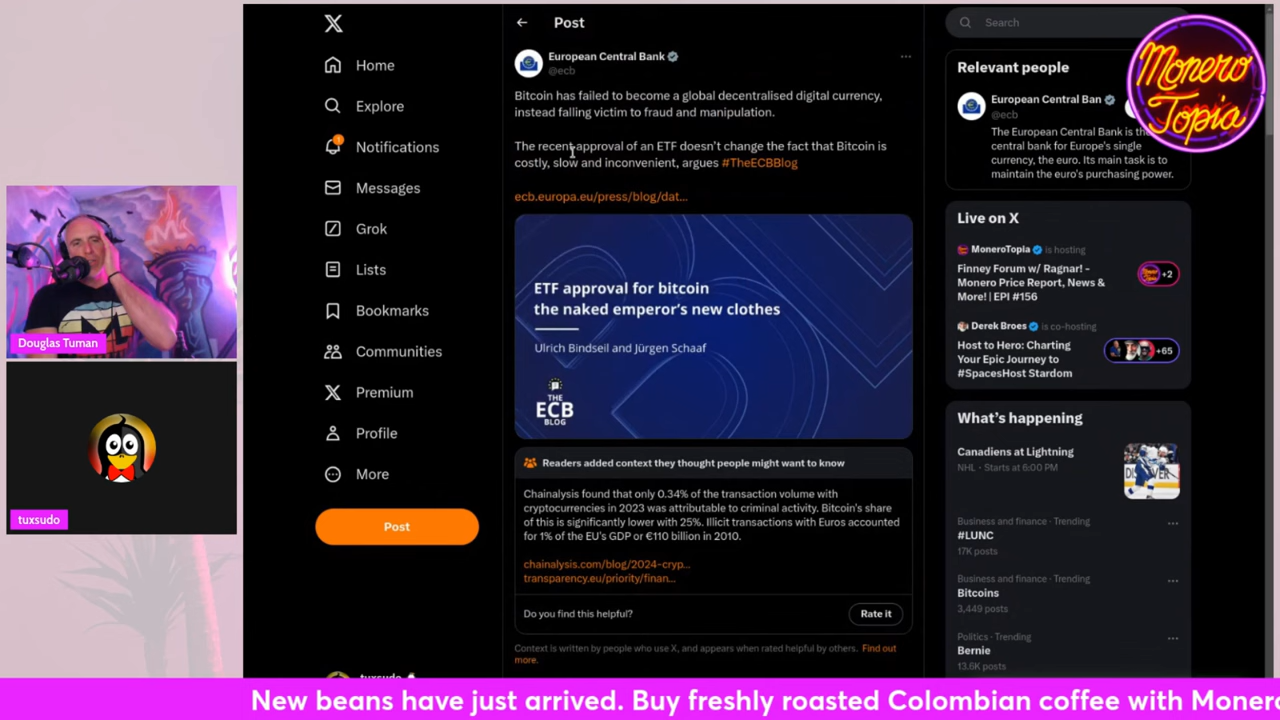 Post
European Central Bank
@ecb
Bitcoin has failed to become a global decentralised digital currency,
instead falling victim to fraud and manipulation.
The recent approval of an ETF doesn't change the fact that Bitcoin is
costly, slow and inconvenient, argues #TheECBBlog
ecb.europa.eu/press/blog/dat...
ETF approval for bitcoin
the naked emperor's new clothes
Ulrich Bindseil and Jürgen Schaaf
THE
ECB
BLOG
Readers added context they thought people might want to know
Chainalysis found that only 0.34% of the transaction volume with
cryptocurrencies in 2023 was attributable to criminal activity. Bitcoin's share
of this is significantly lower with 25%. Illicit transactions with Euros accounted
for 1% of the EU's GDP or €110 billion in 2010.
chainalysis.com/blog/2024-cryp...
transparency.eu/priority/finan...
Do you find this helpful?
Rate it
Context is written by people who use X, and appears when rated helpful by others. Find out
more.
Home
Explore
1
Notifications
Messages
Grok
Lists
Bookmarks
Communities
Premium
Profile
More
Post
tuxsudo
Search
Monero
Topia
Relevant people
European Central Ban
@ecb
The European Central Bank is the
central bank for Europe's single
currency, the euro. Its main task is to
maintain the euro's purchasing power.
Live on X
MoneroTopia is hosting
Finney Forum w/ Ragnar! -
Monero Price Report, News &
More! | EPI #156
+2
Derek Broes is co-hosting
Host to Hero: Charting
Your Epic Journey to
#SpacesHost Stardom
+65
What's happening
Canadiens at Lightning
NHL · Starts at 6:00 PM
Business and finance · Trending
#LUNC
17K posts
Business and finance · Trending
Bitcoins
3,449 posts
Politics · Trending
Bernie
13.6K posts
Douglas Tuman
tuxsudo
New beans have just arrived. Buy freshly roasted Colombian coffee with Monero